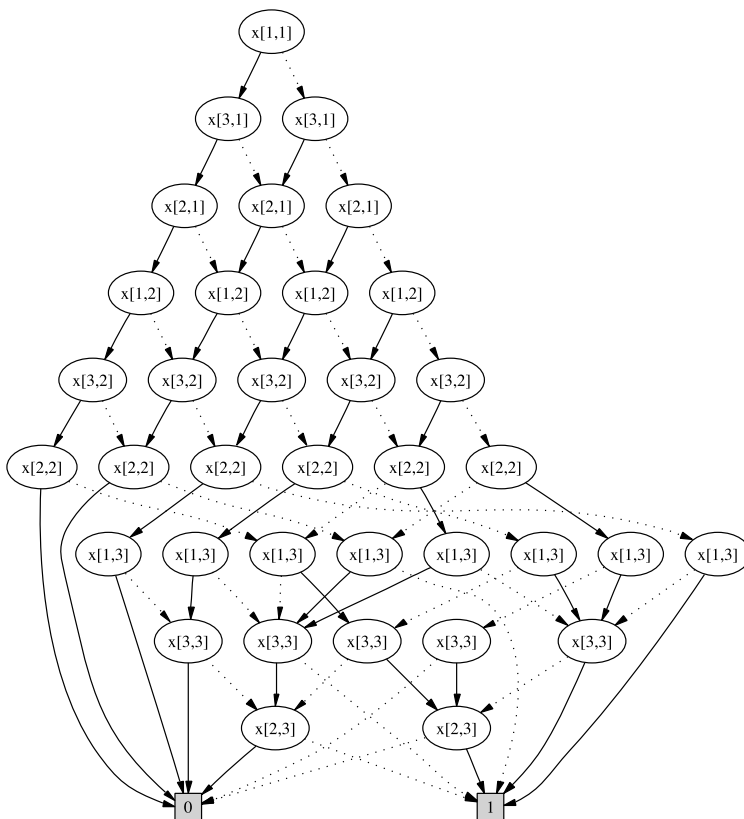 x[1,1]
x[3,1] x[3,1]
x[2,1] x[2,1] x[2,1]
x[1,2] x[1,2] x[1,2] x[1,2]
x[3,2] x[3,2] x[3,2] x[3,2] x[3,2]
x[2,2] x[2,2] x[2,2] x[2,2] x[2,2] x[2,2]
x[1,3] x[1,3] x[1,3] x[1,3] x[1,3] x[1,3] x[1,3] x[1,3]
x[3,3] x[3,3] x[3,3] x[3,3] x[3,3]
x[2,3] x[2,3]
0 1